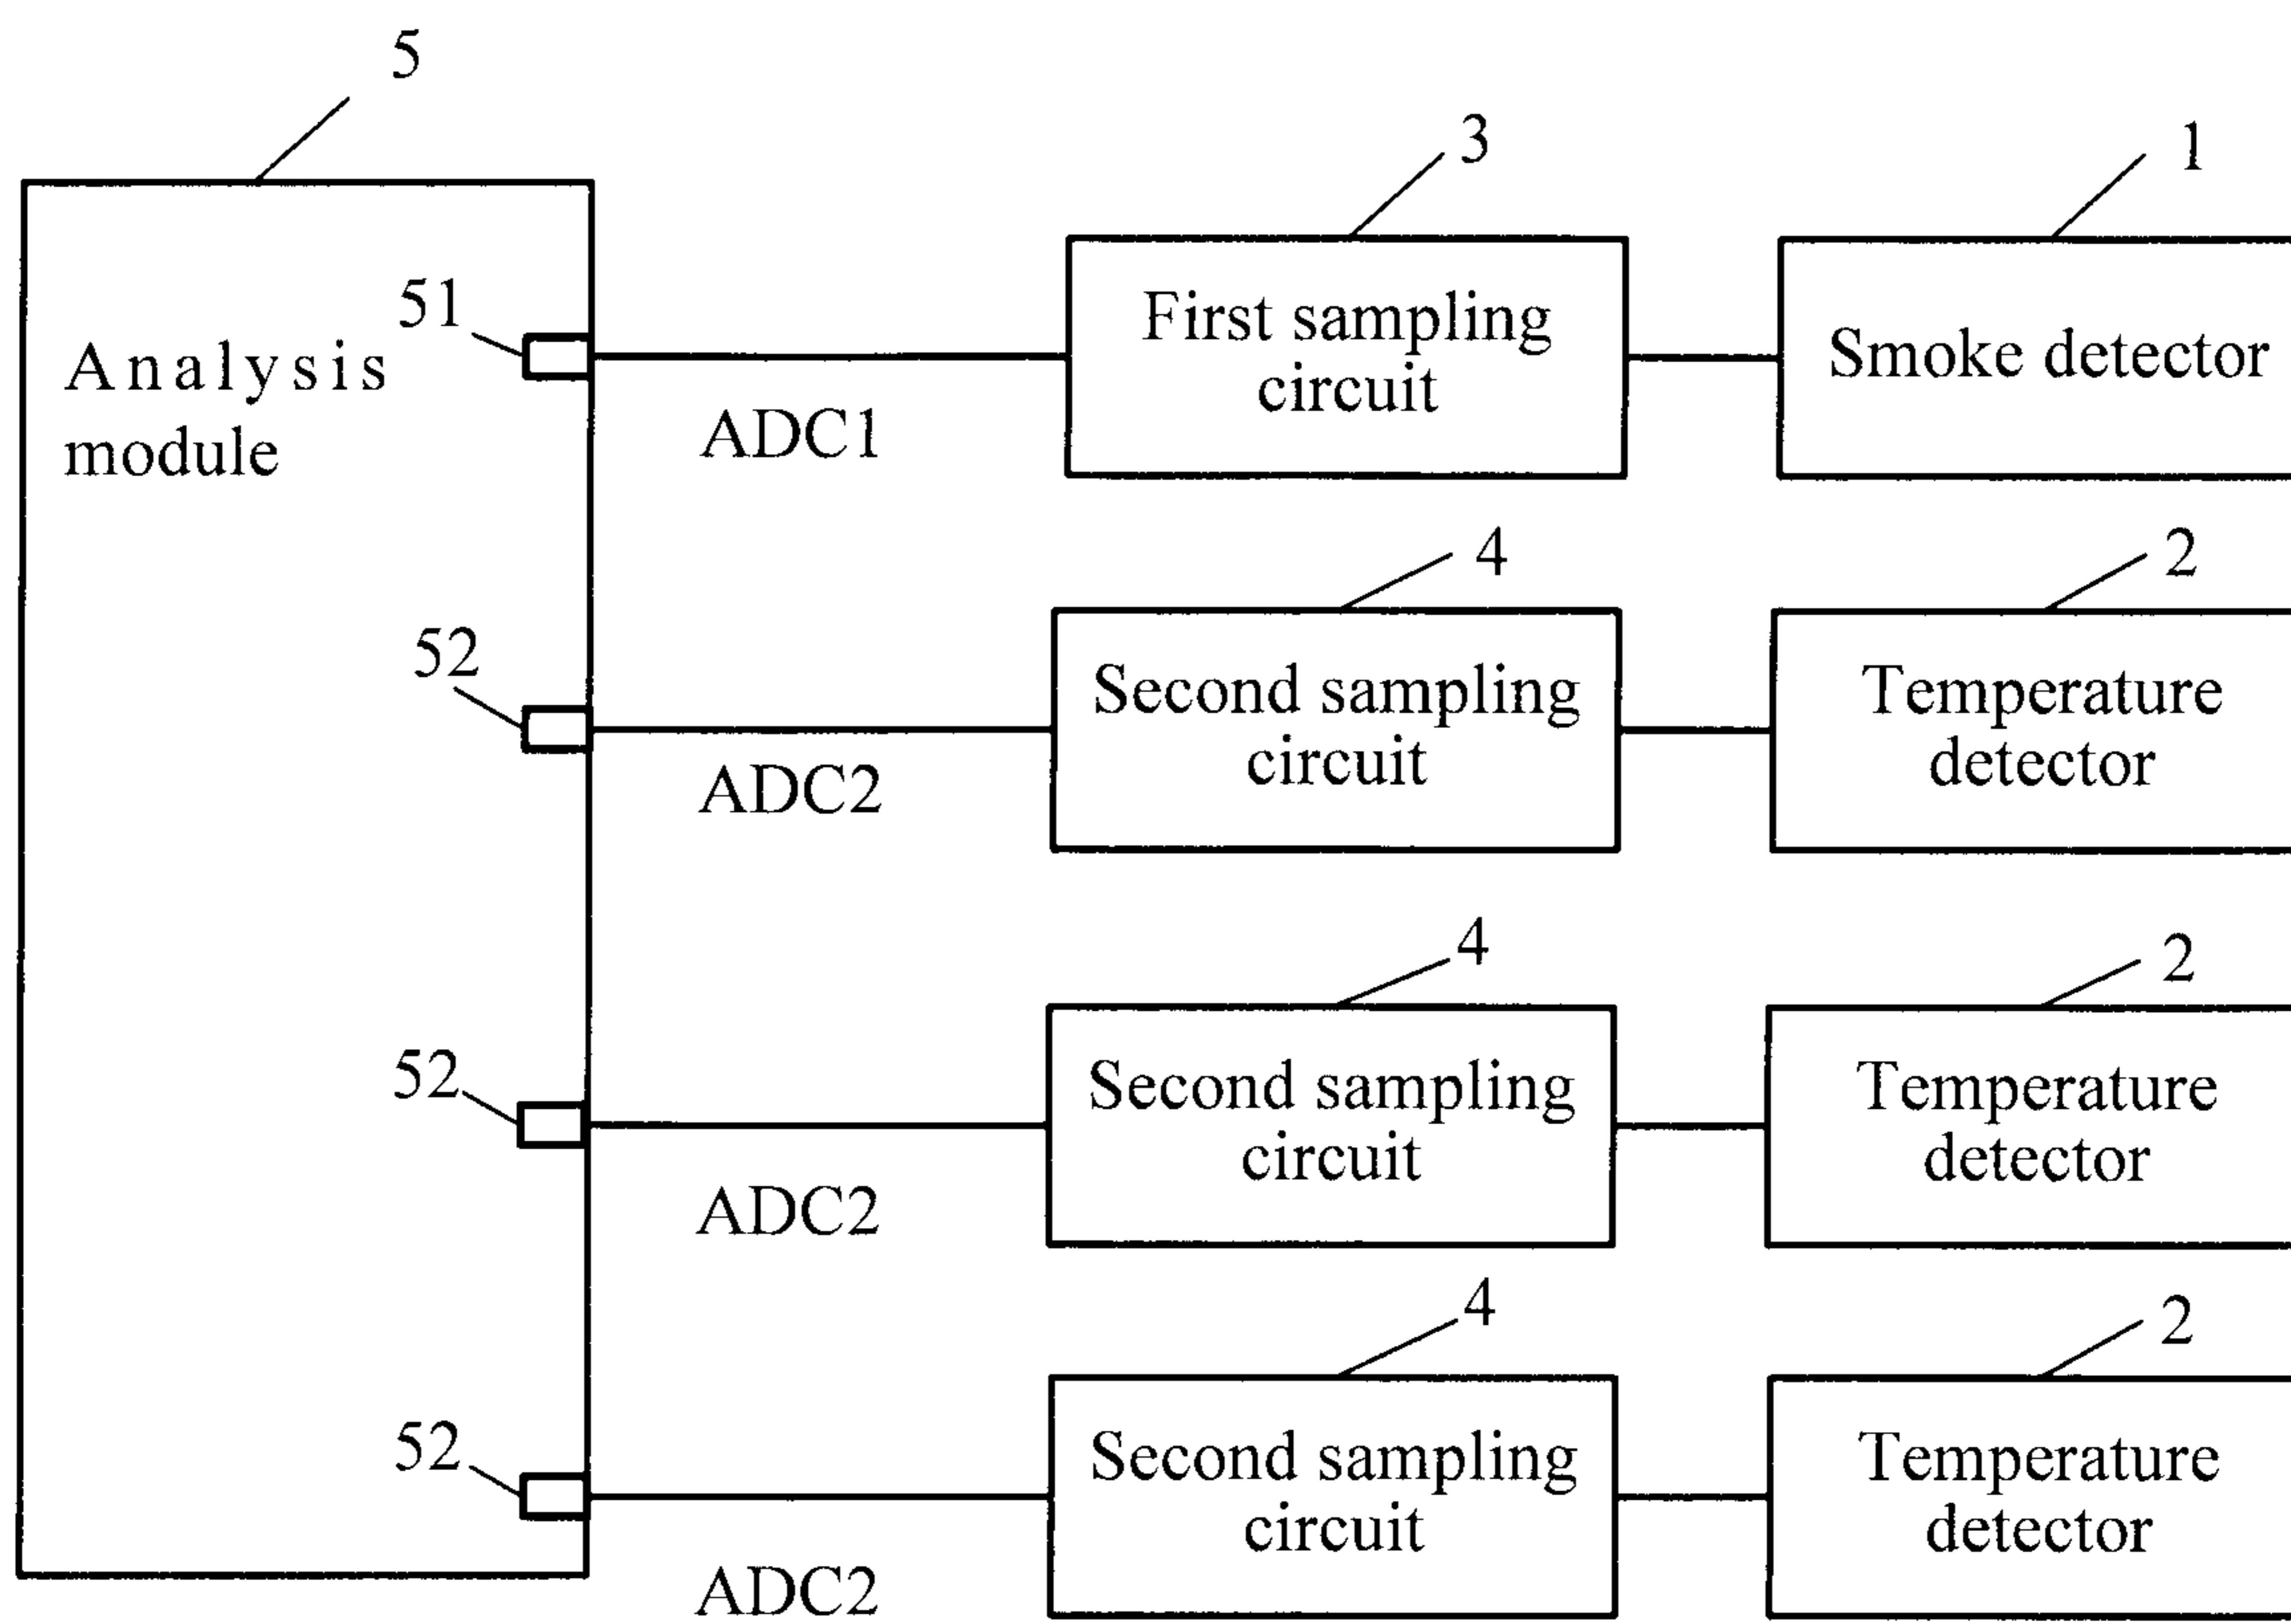 5
3
1
51
Analysis
module
First sampling
circuit
Smoke detector
ADC1
4
2
52
Second sampling
circuit
Temperature
detector
ADC2
4
2
52
Second sampling
circuit
Temperature
detector
ADC2
4
2
52
Second sampling
circuit
Temperature
detector
ADC2